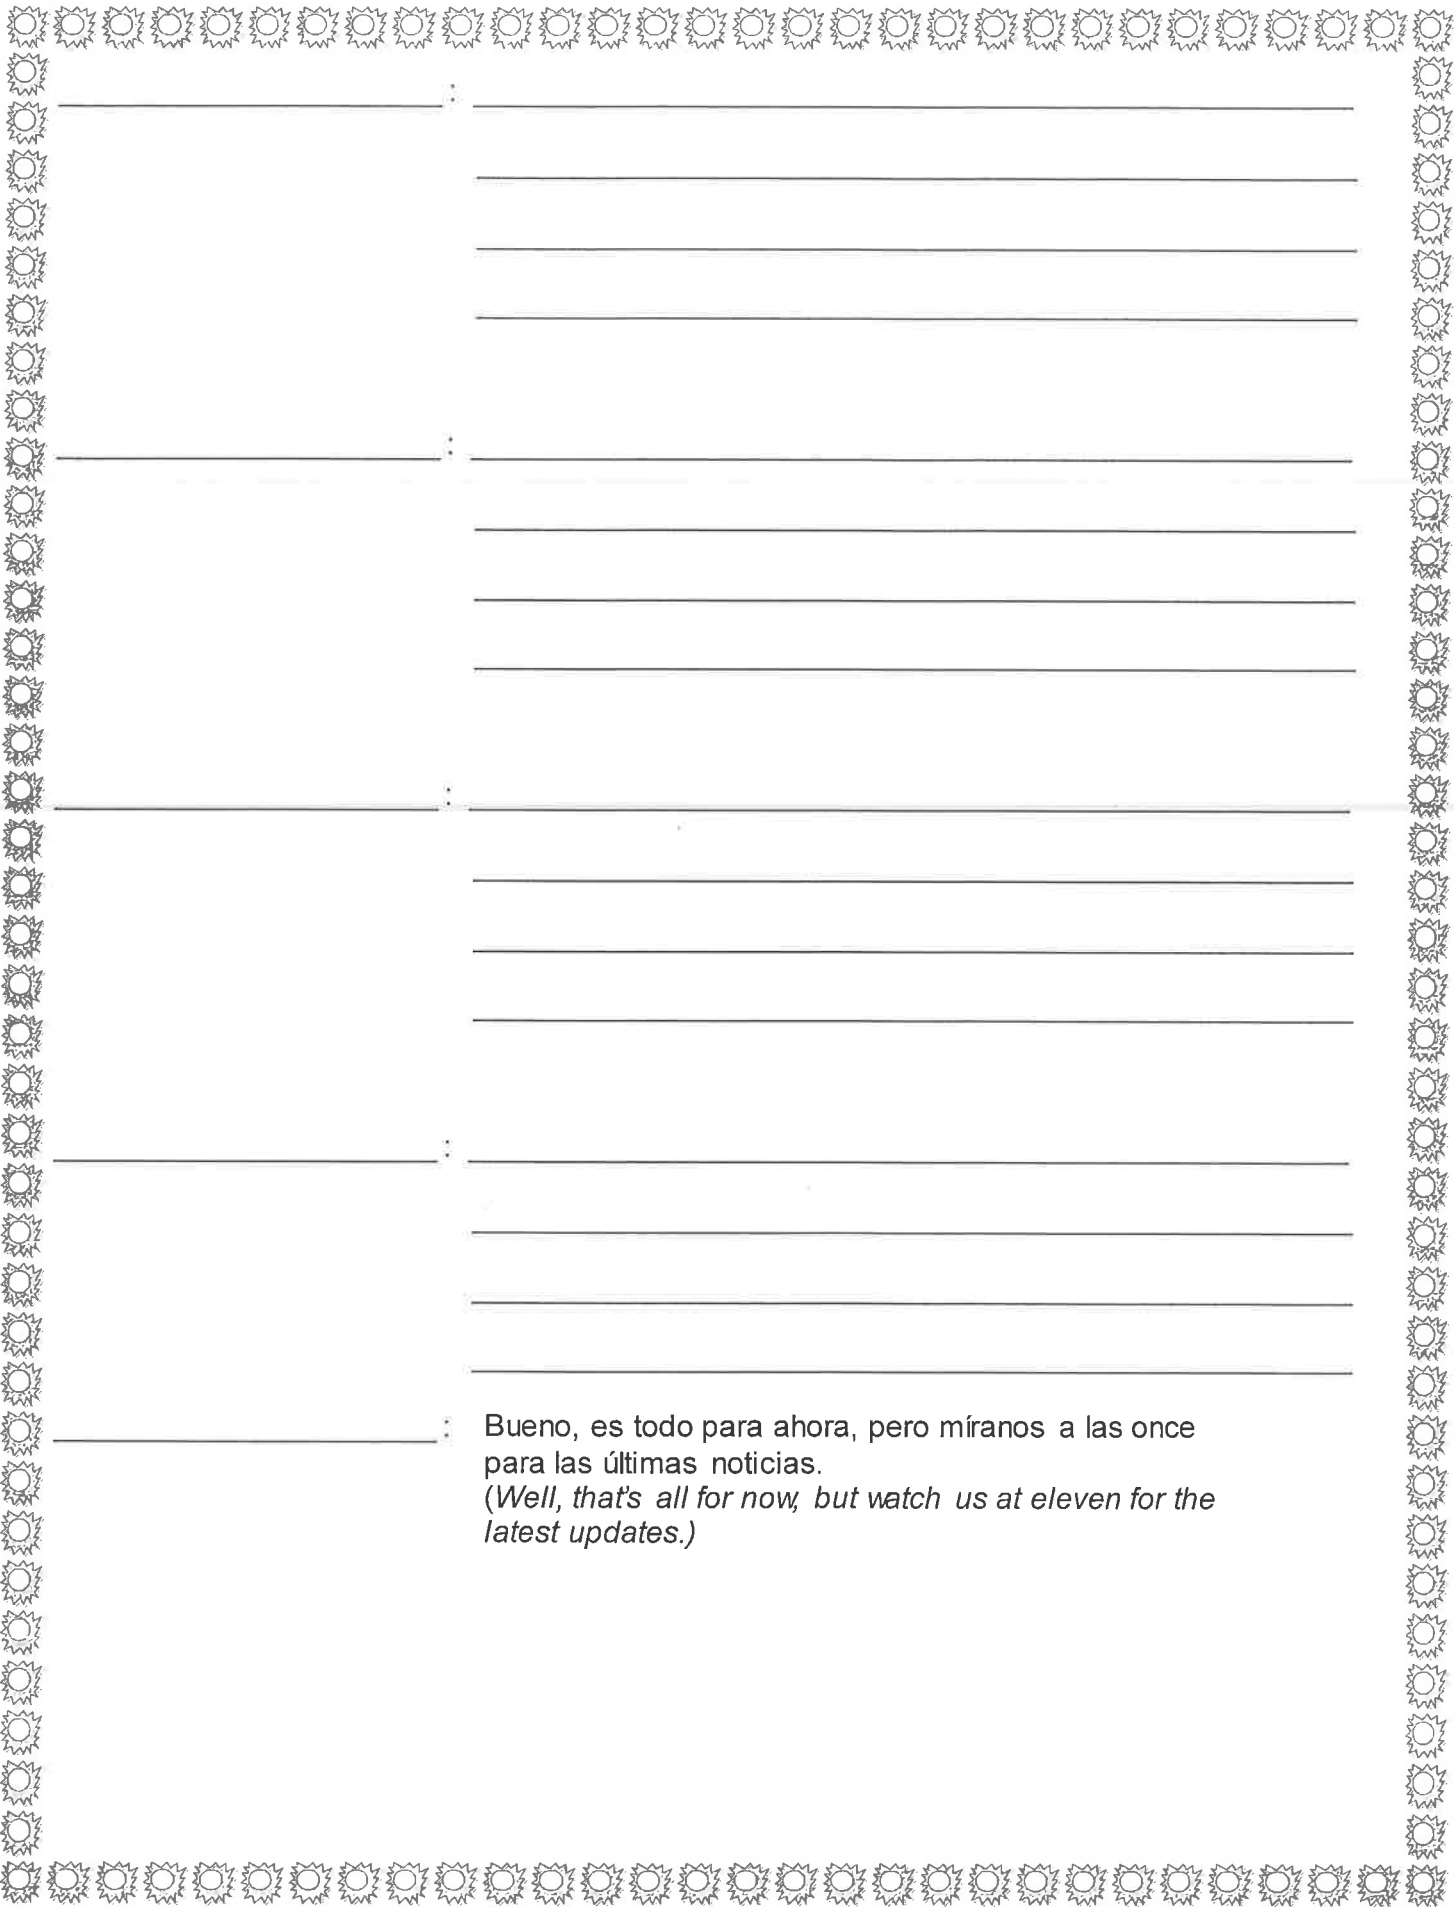 :
:
:
:
: Bueno, es todo para ahora, pero míranos a las once
para las últimas noticias.
(Well, that's all for now, but watch us at eleven for the
latest updates.)